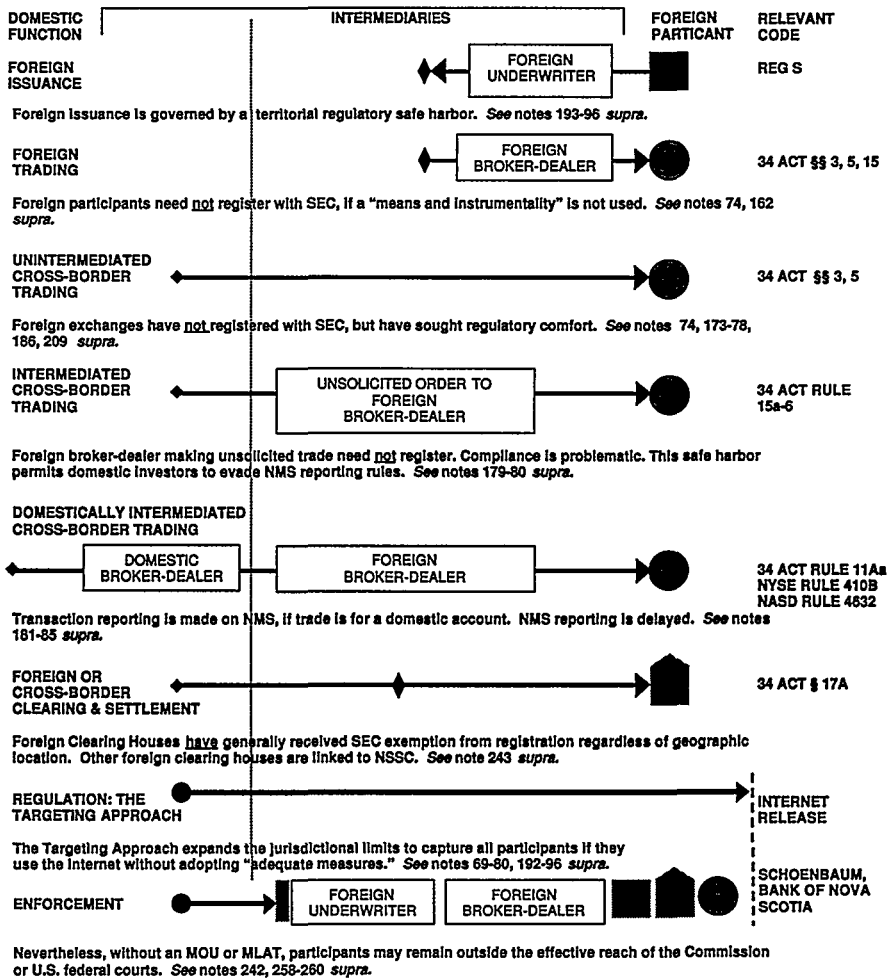 DOMESTIC FUNCTION
INTERMEDIARIES
FOREIGN PARTICANT
RELEVANT CODE
FOREIGN ISSUANCE
FOREIGN UNDERWRITER
REG S
Foreign issuance is governed by a territorial regulatory safe harbor. See notes 193-96 supra.
FOREIGN TRADING
FOREIGN BROKER-DEALER
34 ACT §§ 3, 5, 15
Foreign participants need not register with SEC, if a "means and instrumentality" is not used. See notes 74, 162
supra.
UNINTERMEDIATED CROSS-BORDER TRADING
34 ACT §§ 3, 5
Foreign exchanges have not registered with SEC, but have sought regulatory comfort. See notes 74, 173-78,
186, 209 supra.
INTERMEDIATED CROSS-BORDER TRADING
UNSOLICITED ORDER TO FOREIGN BROKER-DEALER
34 ACT RULE 15a-6
Foreign broker-dealer making unsolicited trade need not register. Compliance is problematic. This safe harbor
permits domestic investors to evade NMS reporting rules. See notes 179-80 supra.
DOMESTICALLY INTERMEDIATED CROSS-BORDER TRADING
DOMESTIC BROKER-DEALER
FOREIGN BROKER-DEALER
34 ACT RULE 11Aa
NYSE RULE 410B
NASD RULE 4632
Transaction reporting is made on NMS, if trade is for a domestic account. NMS reporting is delayed. See notes
181-85 supra.
FOREIGN OR CROSS-BORDER CLEARING & SETTLEMENT
34 ACT § 17A
Foreign Clearing Houses have generally received SEC exemption from registration regardless of geographic
location. Other foreign clearing houses are linked to NSSC. See note 243 supra.
REGULATION: THE TARGETING APPROACH
INTERNET RELEASE
The Targeting Approach expands the jurisdictional limits to capture all participants if they
use the Internet without adopting "adequate measures." See notes 69-80, 192-96 supra.
ENFORCEMENT
FOREIGN UNDERWRITER
FOREIGN BROKER-DEALER
SCHOENBAUM, BANK OF NOVA SCOTIA
Nevertheless, without an MOU or MLAT, participants may remain outside the effective reach of the Commission
or U.S. federal courts. See notes 242, 258-260 supra.